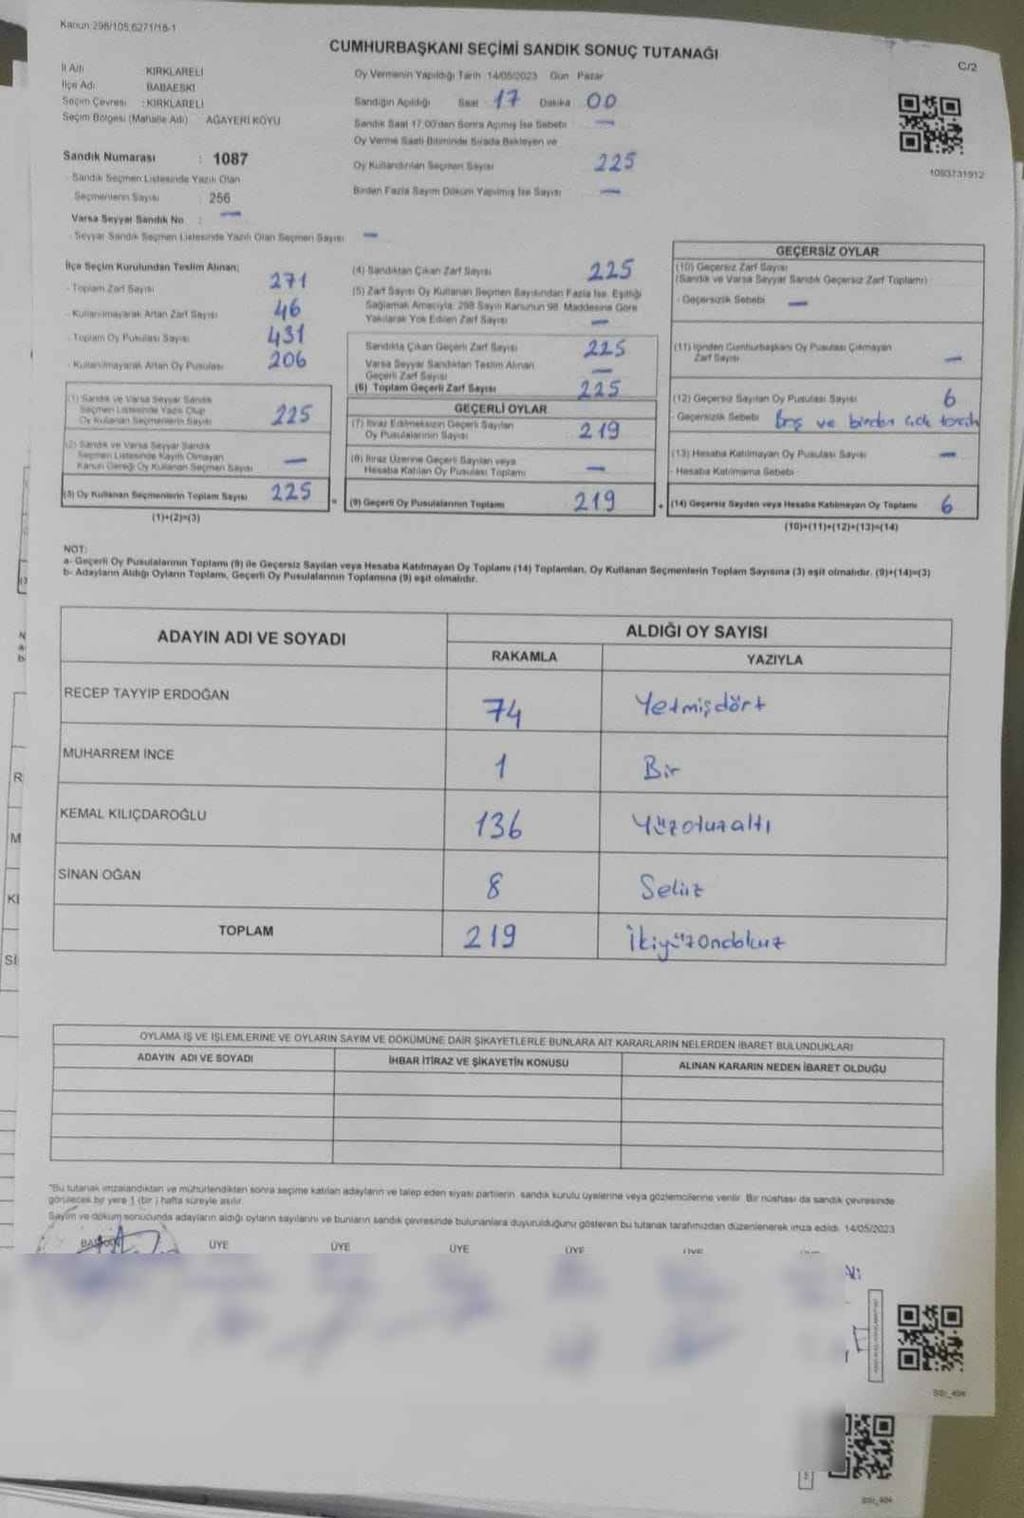 Kanun:298/105;6271/18-1
CUMHURBAŞKANI SEÇİMİ SANDIK SONUÇ TUTANAĞI
C/2
İl Adı : KIRKLARELİ
İlçe Adı : BABAESKİ
Seçim Çevresi : KIRKLARELİ
Seçim Bölgesi (Mahalle Adı) : AĞAYERİ KÖYÜ
Sandık Numarası : 1087
- Sandık Seçmen Listesinde Yazılı Olan
Seçmenlerin Sayısı : 256
Varsa Seyyar Sandık No : —
- Seyyar Sandık Seçmen Listesinde Yazılı Olan Seçmen Sayısı —
Oy Vermenin Yapıldığı Tarih 14/05/2023 Gün Pazar
Sandığın Açıldığı Saat 17 Dakika 00
Sandık Saat 17:00'dan Sonra Açılmış İse Sebebi —
Oy Verme Saati Bitiminde Sırada Bekleyen ve
Oy Kullandırılan Seçmen Sayısı 225
Birden Fazla Sayım Döküm Yapılmış İse Sayısı —
1093731912
İlçe Seçim Kurulundan Teslim Alınan;
- Toplam Zarf Sayısı 271
- Kullanılmayarak Artan Zarf Sayısı 46
- Toplam Oy Pusulası Sayısı 431
- Kullanılmayarak Artan Oy Pusulası 206
(1) Sandık ve Varsa Seyyar Sandık
Seçmen Listesinde Yazılı Olup
Oy Kullanan Seçmenlerin Sayısı 225
(2) Sandık ve Varsa Seyyar Sandık
Seçmen Listesinde Kayıtlı Olmayan
Kanun Gereği Oy Kullanan Seçmen Sayısı —
(3) Oy Kullanan Seçmenlerin Toplam Sayısı 225
(1)+(2)=(3)
(4) Sandıktan Çıkan Zarf Sayısı 225
(5) Zarf Sayısı Oy Kullanan Seçmen Sayısından Fazla İse, Eşitliği
Sağlamak Amacıyla, 298 Sayılı Kanunun 98. Maddesine Göre
Yakılarak Yok Edilen Zarf Sayısı —
Sandıkta Çıkan Geçerli Zarf Sayısı 225
Varsa Seyyar Sandıktan Teslim Alınan
Geçerli Zarf Sayısı —
(6) Toplam Geçerli Zarf Sayısı 225
GEÇERLİ OYLAR
(7) İtiraz Edilmeksizin Geçerli Sayılan
Oy Pusulalarının Sayısı 219
(8) İtiraz Üzerine Geçerli Sayılan veya
Hesaba Katılan Oy Pusulası Toplamı —
(9) Geçerli Oy Pusulalarının Toplamı 219
GEÇERSİZ OYLAR
(10) Geçersiz Zarf Sayısı
(Sandık ve Varsa Seyyar Sandık Geçersiz Zarf Toplamı)
- Geçersizlik Sebebi —
(11) İçinden Cumhurbaşkanı Oy Pusulası Çıkmayan
Zarf Sayısı —
(12) Geçersiz Sayılan Oy Pusulası Sayısı 6
- Geçersizlik Sebebi Boş ve birden çok tercih
(13) Hesaba Katılmayan Oy Pusulası Sayısı —
- Hesaba Katılmama Sebebi
(14) Geçersiz Sayılan veya Hesaba Katılmayan Oy Toplamı 6
(10)+(11)+(12)+(13)=(14)
NOT:
a- Geçerli Oy Pusulalarının Toplamı (9) ile Geçersiz Sayılan veya Hesaba Katılmayan Oy Toplamı (14) Toplamları, Oy Kullanan Seçmenlerin Toplam Sayısına (3) eşit olmalıdır. (9)+(14)=(3)
b- Adayların Aldığı Oyların Toplamı, Geçerli Oy Pusulalarının Toplamına (9) eşit olmalıdır.
ADAYIN ADI VE SOYADI
ALDIĞI OY SAYISI
RAKAMLA YAZIYLA
RECEP TAYYİP ERDOĞAN 74 Yetmişdört
MUHARREM İNCE 1 Bir
KEMAL KILIÇDAROĞLU 136 Yüzotuzaltı
SİNAN OĞAN 8 Sekiz
TOPLAM 219 İkiyüzondokuz
OYLAMA İŞ VE İŞLEMLERİNE VE OYLARIN SAYIM VE DÖKÜMÜNE DAİR ŞİKAYETLERLE BUNLARA AİT KARARLARIN NELERDEN İBARET BULUNDUKLARI
ADAYIN ADI VE SOYADI İHBAR İTİRAZ VE ŞİKAYETİN KONUSU ALINAN KARARIN NEDEN İBARET OLDUĞU
"Bu tutanak imzalandıktan ve mühürlendikten sonra seçime katılan adayların ve talep eden siyasi partilerin sandık kurulu üyelerine veya gözlemcilerine verilir. Bir nüshası da sandık çevresinde
görülecek bir yere 1 (bir) hafta süreyle asılır.
Sayım ve döküm sonucunda adayların aldığı oyların sayılarını ve bunların sandık çevresinde bulunanlara duyurulduğunu gösteren bu tutanak tarafımızdan düzenlenerek imza edildi. 14/05/2023
ÜYE ÜYE ÜYE ÜYE ÜYE
SSI_404
SSI_404